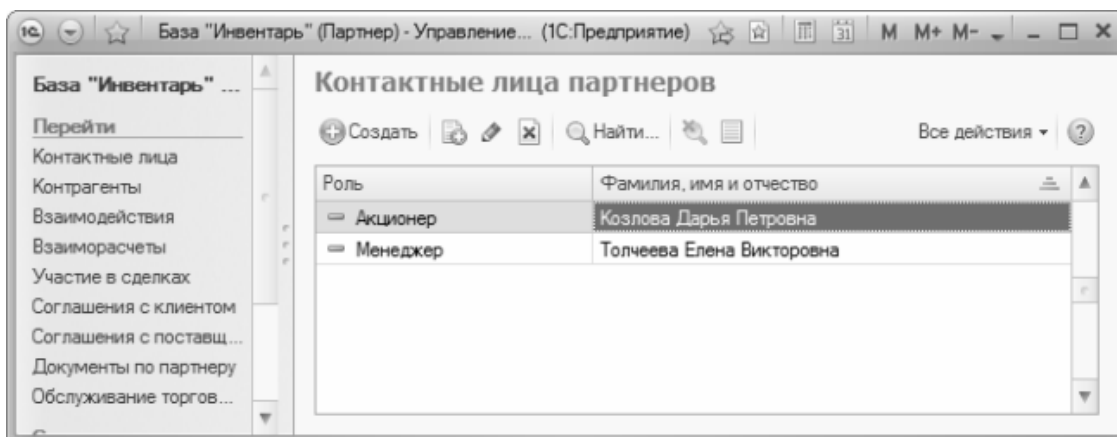 1С База "Инвентарь" (Партнер) - Управление... (1С:Предприятие) 31 M M+ M-
База "Инвентарь" ...
Перейти
Контактные лица
Контрагенты
Взаимодействия
Взаиморасчеты
Участие в сделках
Соглашения с клиентом
Соглашения с поставщ...
Документы по партнеру
Обслуживание торгов...
Контактные лица партнеров
Создать Найти... Все действия ?
Роль Фамилия, имя и отчество
Акционер Козлова Дарья Петровна
Менеджер Толчеева Елена Викторовна